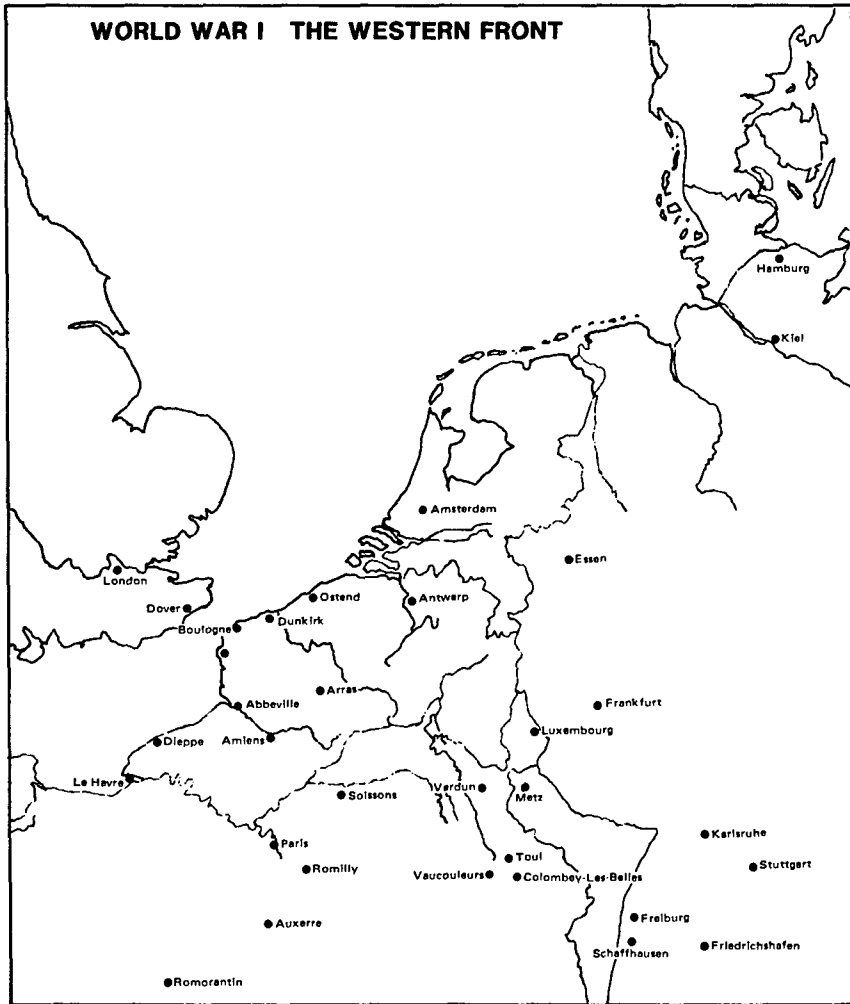 WORLD WAR I THE WESTERN FRONT
Hamburg
Kiel
Amsterdam
Essen
London
Dover
Ostend
Antwerp
Dunkirk
Boulogne
Arras
Abbeville
Frankfurt
Luxembourg
Dieppe
Amiens
Le Havre
Soissons
Verdun
Metz
Karlsruhe
Paris
Toul
Stuttgart
Romilly
Vaucouleurs
Colombey-Les-Belles
Auxerre
Freiburg
Schaffhausen
Friedrichshafen
Romorantin